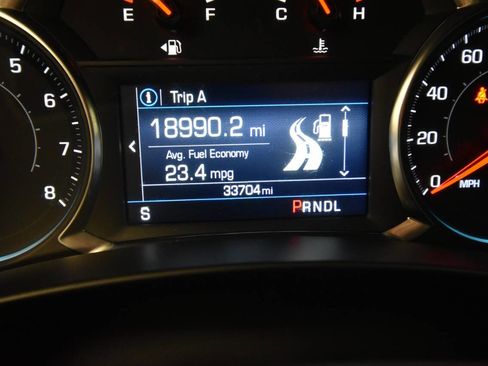 E F C H
i Trip A
18990.2 mi
Avg. Fuel Economy
23.4 mpg
33704 mi
S PRNDL
5
6
7
8
60
40
20
0
MPH